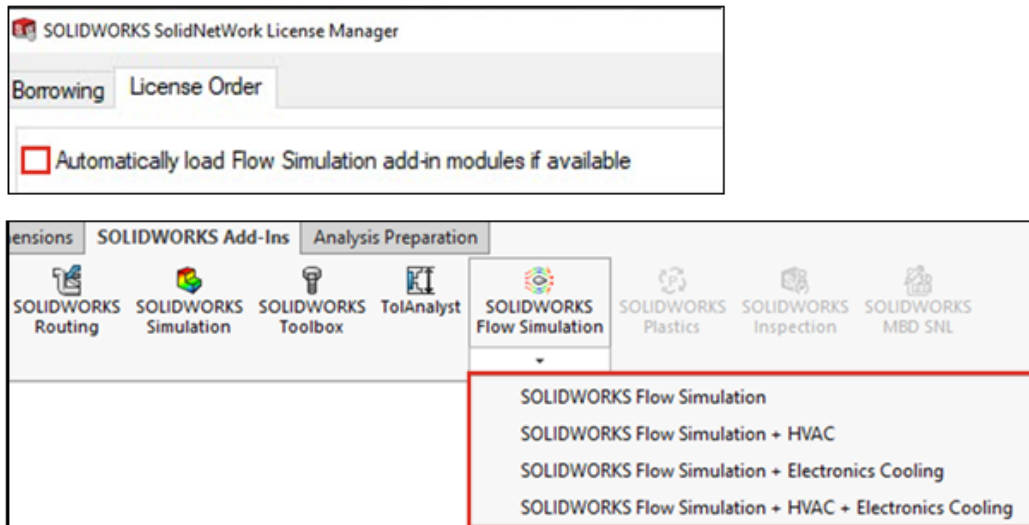 SOLIDWORKS SolidNetWork License Manager
Borrowing License Order
Automatically load Flow Simulation add-in modules if available
ensions SOLIDWORKS Add-Ins Analysis Preparation
SOLIDWORKS Routing
SOLIDWORKS Simulation
SOLIDWORKS Toolbox
TolAnalyst
SOLIDWORKS Flow Simulation
SOLIDWORKS Plastics
SOLIDWORKS Inspection
SOLIDWORKS MBD SNL
SOLIDWORKS Flow Simulation
SOLIDWORKS Flow Simulation + HVAC
SOLIDWORKS Flow Simulation + Electronics Cooling
SOLIDWORKS Flow Simulation + HVAC + Electronics Cooling